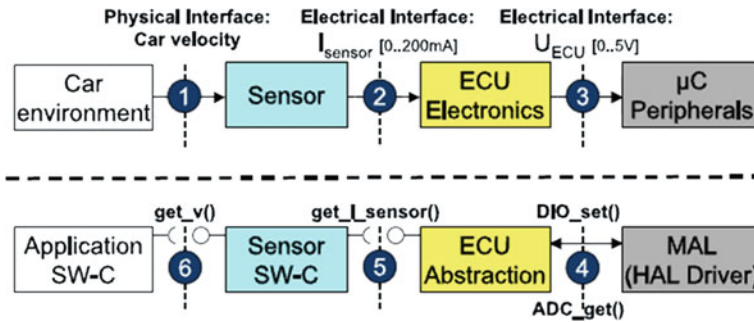 Physical Interface: Electrical Interface: Electrical Interface:
Car velocity I_sensor [0..200mA] U_ECU [0..5V]
Car environment
1
Sensor
2
ECU Electronics
3
µC Peripherals
get_v() get_I_sensor() DIO_set()
Application SW-C
6
Sensor SW-C
5
ECU Abstraction
4
MAL (HAL Driver)
ADC_get()